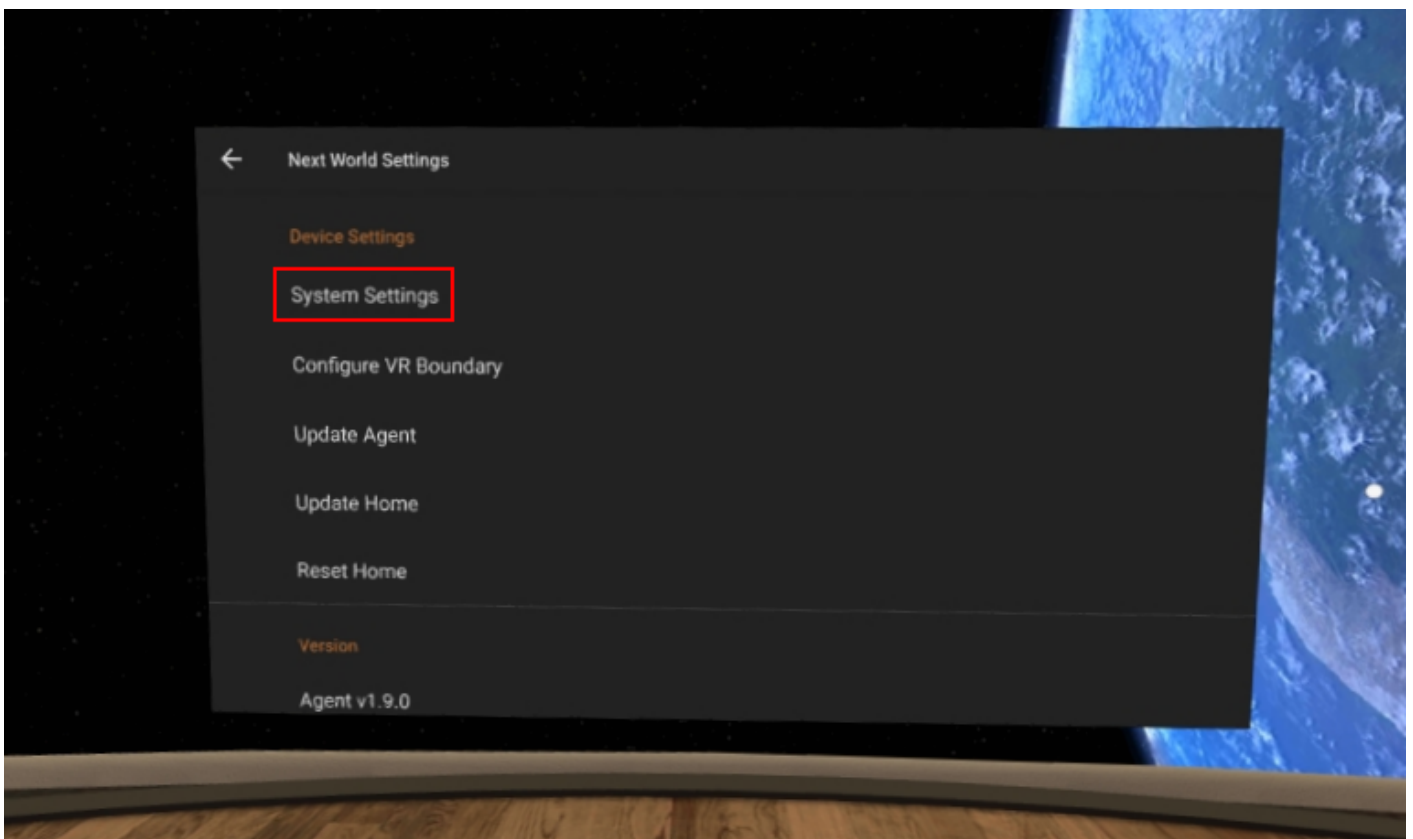 Next World Settings
Device Settings
System Settings
Configure VR Boundary
Update Agent
Update Home
Reset Home
Version
Agent v1.9.0